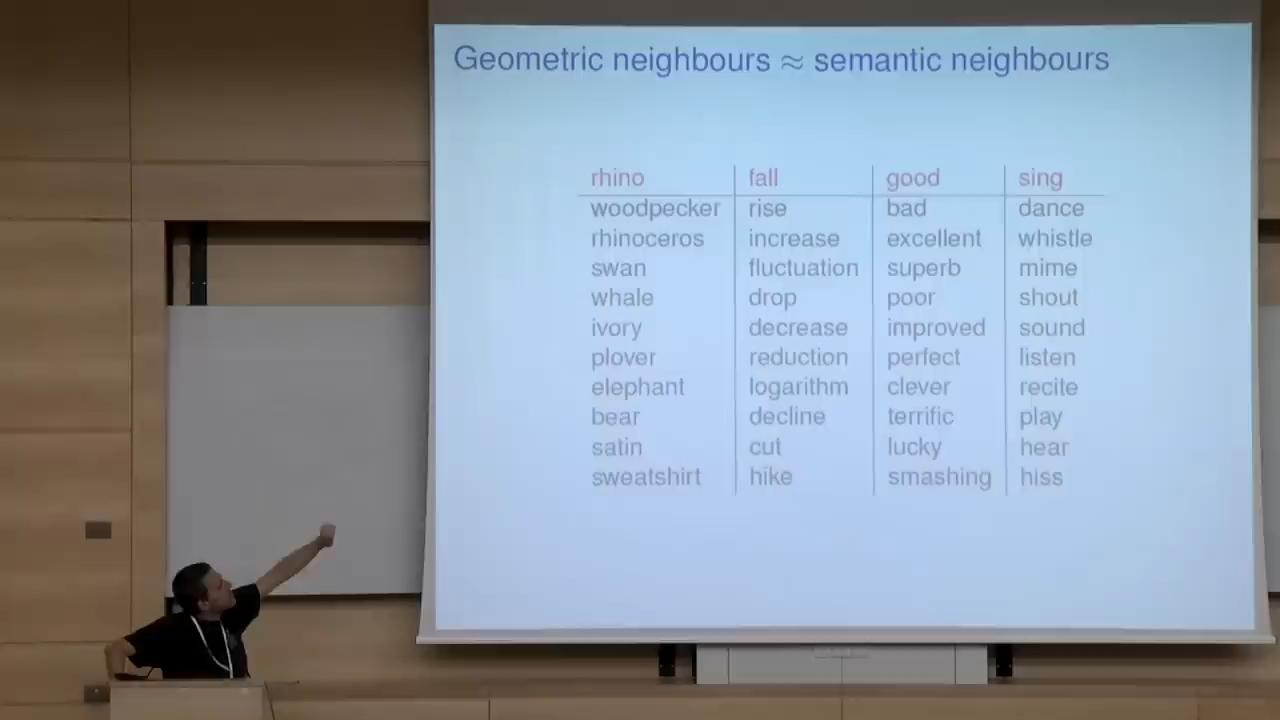 Geometric neighbours ≈ semantic neighbours
rhino fall good sing
woodpecker rise bad dance
rhinoceros increase excellent whistle
swan fluctuation superb mime
whale drop poor shout
ivory decrease improved sound
plover reduction perfect listen
elephant logarithm clever recite
bear decline terrific play
satin cut lucky hear
sweatshirt hike smashing hiss